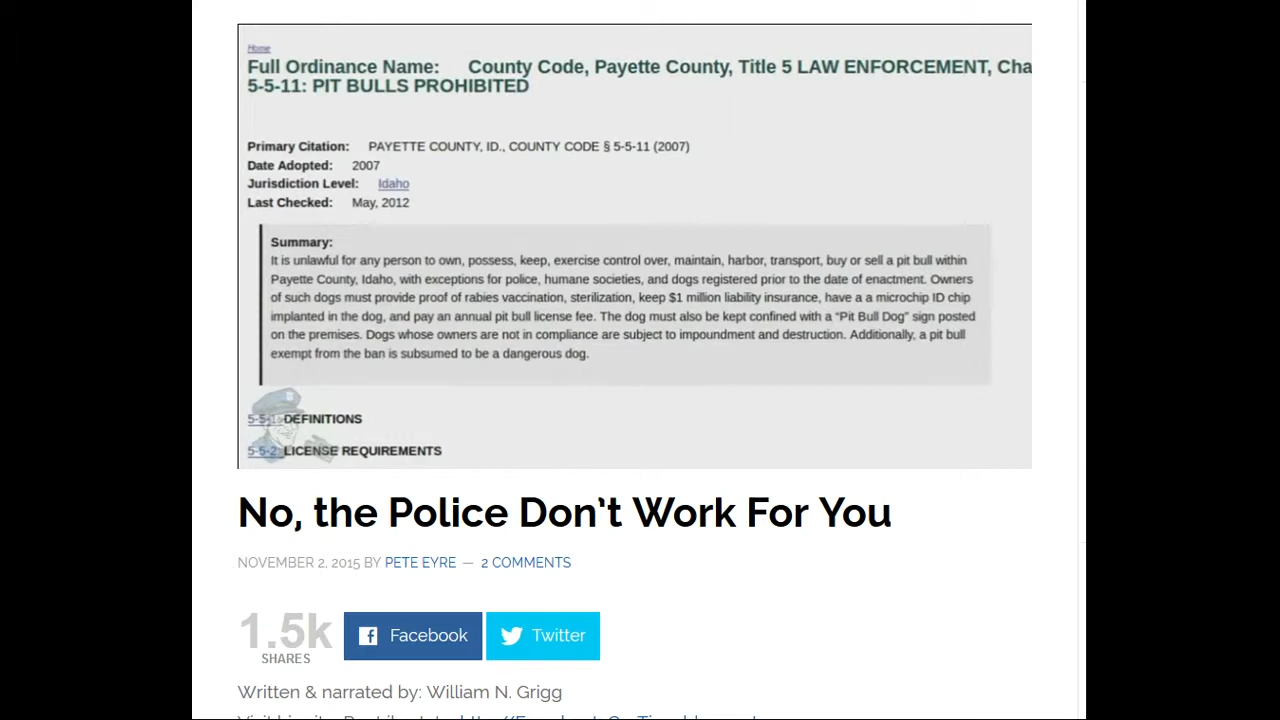 Home
Full Ordinance Name: County Code, Payette County, Title 5 LAW ENFORCEMENT, Cha
5-5-11: PIT BULLS PROHIBITED
Primary Citation: PAYETTE COUNTY, ID., COUNTY CODE § 5-5-11 (2007)
Date Adopted: 2007
Jurisdiction Level: Idaho
Last Checked: May, 2012
Summary:
It is unlawful for any person to own, possess, keep, exercise control over, maintain, harbor, transport, buy or sell a pit bull within
Payette County, Idaho, with exceptions for police, humane societies, and dogs registered prior to the date of enactment. Owners
of such dogs must provide proof of rabies vaccination, sterilization, keep $1 million liability insurance, have a a microchip ID chip
implanted in the dog, and pay an annual pit bull license fee. The dog must also be kept confined with a “Pit Bull Dog” sign posted
on the premises. Dogs whose owners are not in compliance are subject to impoundment and destruction. Additionally, a pit bull
exempt from the ban is subsumed to be a dangerous dog.
5-5-1: DEFINITIONS
5-5-2: LICENSE REQUIREMENTS
No, the Police Don’t Work For You
NOVEMBER 2, 2015 BY PETE EYRE — 2 COMMENTS
1.5k
SHARES
Facebook
Twitter
Written & narrated by: William N. Grigg